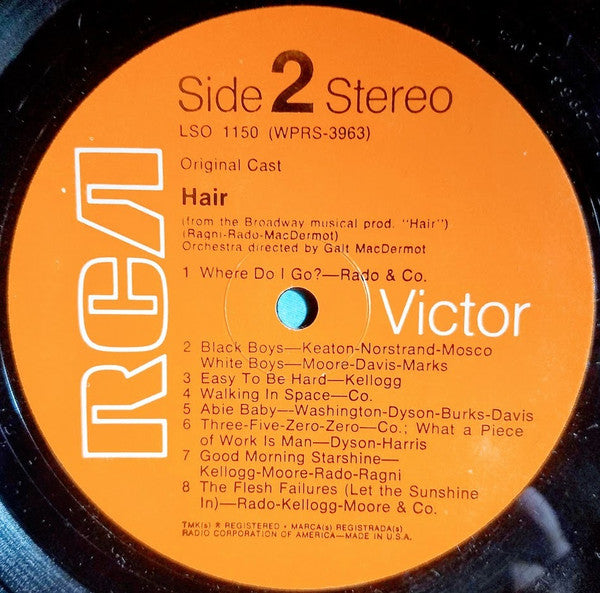 Side 2 Stereo
LSO 1150 (WPRS-3963)
Original Cast
Hair
(from the Broadway musical prod. "Hair")
(Ragni-Rado-MacDermot)
Orchestra directed by Galt MacDermot
1 Where Do I Go?—Rado & Co.
RCA
Victor
2 Black Boys—Keaton-Norstrand-Mosco
White Boys—Moore-Davis-Marks
3 Easy To Be Hard—Kellogg
4 Walking In Space—Co.
5 Abie Baby—Washington-Dyson-Burks-Davis
6 Three-Five-Zero-Zero—Co.; What a Piece
of Work Is Man—Dyson-Harris
7 Good Morning Starshine—
Kellogg-Moore-Rado-Ragni
8 The Flesh Failures (Let the Sunshine
In)—Rado-Kellogg-Moore & Co.
TMK(s) ® REGISTERED • MARCA(s) REGISTRADA(s)
RADIO CORPORATION OF AMERICA—MADE IN U.S.A.